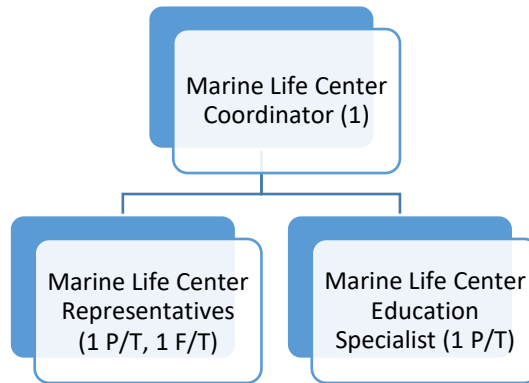 Marine Life Center
Coordinator (1)
Marine Life Center
Representatives
(1 P/T, 1 F/T)
Marine Life Center
Education
Specialist (1 P/T)